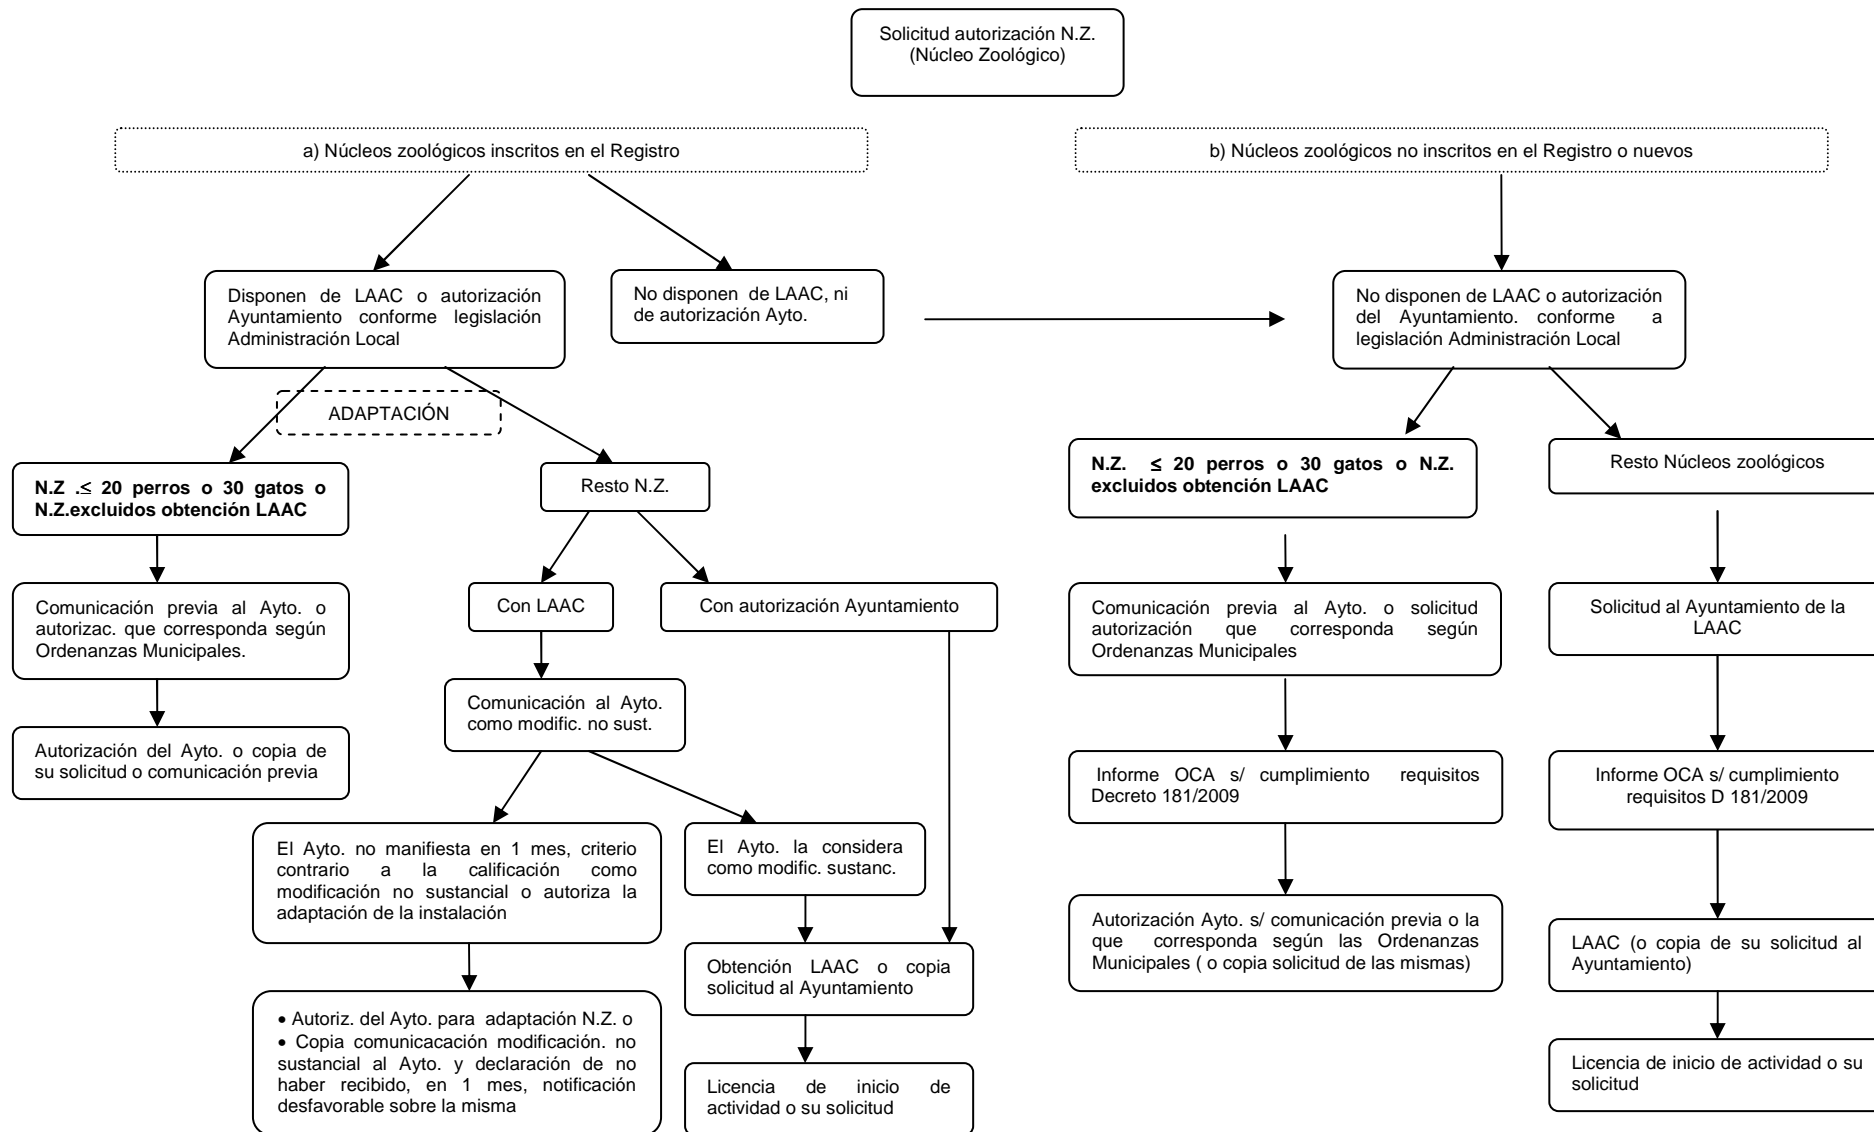 Solicitud autorización N.Z.
(Núcleo Zoológico)
a) Núcleos zoológicos inscritos en el Registro
b) Núcleos zoológicos no inscritos en el Registro o nuevos
Disponen de LAAC o autorización
Ayuntamiento conforme legislación
Administración Local
No disponen de LAAC, ni
de autorización Ayto.
No disponen de LAAC o autorización
del Ayuntamiento. conforme a
legislación Administración Local
ADAPTACIÓN
N.Z .≤ 20 perros o 30 gatos o
N.Z.excluidos obtención LAAC
Resto N.Z.
N.Z. ≤ 20 perros o 30 gatos o N.Z.
excluidos obtención LAAC
Resto Núcleos zoológicos
Comunicación previa al Ayto. o
autorizac. que corresponda según
Ordenanzas Municipales.
Con LAAC
Con autorización Ayuntamiento
Comunicación previa al Ayto. o solicitud
autorización que corresponda según
Ordenanzas Municipales
Solicitud al Ayuntamiento de la
LAAC
Autorización del Ayto. o copia de
su solicitud o comunicación previa
Comunicación al Ayto.
como modific. no sust.
Informe OCA s/ cumplimiento requisitos
Decreto 181/2009
Informe OCA s/ cumplimiento
requisitos D 181/2009
El Ayto. no manifiesta en 1 mes, criterio
contrario a la calificación como
modificación no sustancial o autoriza la
adaptación de la instalación
El Ayto. la considera
como modific. sustanc.
Autorización Ayto. s/ comunicación previa o la
que corresponda según las Ordenanzas
Municipales ( o copia solicitud de las mismas)
LAAC (o copia de su solicitud al
Ayuntamiento)
Obtención LAAC o copia
solicitud al Ayuntamiento
• Autoriz. del Ayto. para adaptación N.Z. o
• Copia comunicacación modificación. no
sustancial al Ayto. y declaración de no
haber recibido, en 1 mes, notificación
desfavorable sobre la misma
Licencia de inicio de
actividad o su solicitud
Licencia de inicio de actividad o su
solicitud